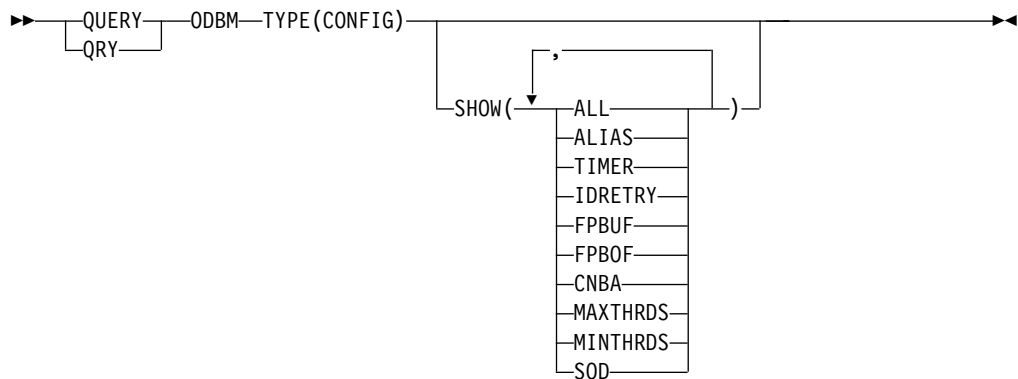 QUERY ODBM TYPE(CONFIG)
QRY
,
SHOW( ALL )
ALIAS
TIMER
IDRETRY
FPBUF
FPBOF
CNBA
MAXTHRDS
MINTHRDS
SOD